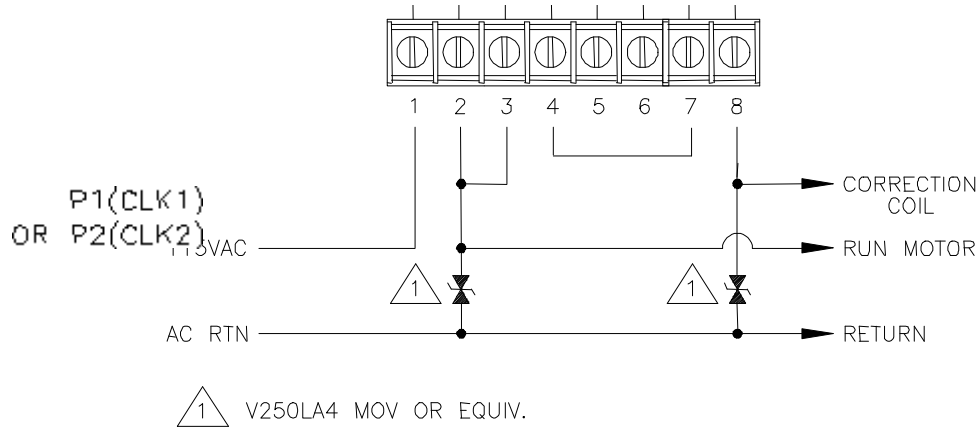 1 2 3 4 5 6 7 8
P1(CLK1)
OR P2(CLK2)
115VAC
CORRECTION
COIL
RUN MOTOR
1
1
AC RTN
RETURN
1 V250LA4 MOV OR EQUIV.